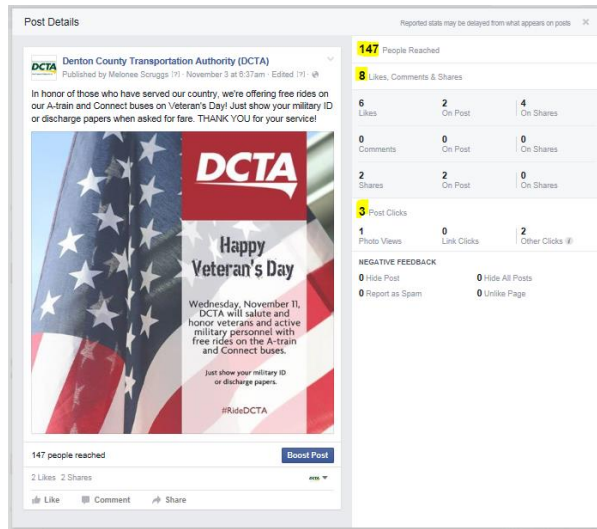 Post Details
Reported stats may be delayed from what appears on posts
DCTA
Denton County Transportation Authority (DCTA)
Published by Melonee Scruggs [?] · November 3 at 6:37am · Edited [?] ·
In honor of those who have served our country, we're offering free rides on
our A-train and Connect buses on Veteran's Day! Just show your military ID
or discharge papers when asked for fare. THANK YOU for your service!
DCTA
Happy
Veteran's Day
Wednesday, November 11,
DCTA will salute and
honor veterans and active
military personnel with
free rides on the A-train
and Connect buses.
Just show your military ID
or discharge papers.
#RideDCTA
147 people reached
Boost Post
2 Likes 2 Shares
DCTA
Like Comment Share
147 People Reached
8 Likes, Comments & Shares
6 2 4
Likes On Post On Shares
0 0 0
Comments On Post On Shares
2 2 0
Shares On Post On Shares
3 Post Clicks
1 0 2
Photo Views Link Clicks Other Clicks
NEGATIVE FEEDBACK
0 Hide Post 0 Hide All Posts
0 Report as Spam 0 Unlike Page